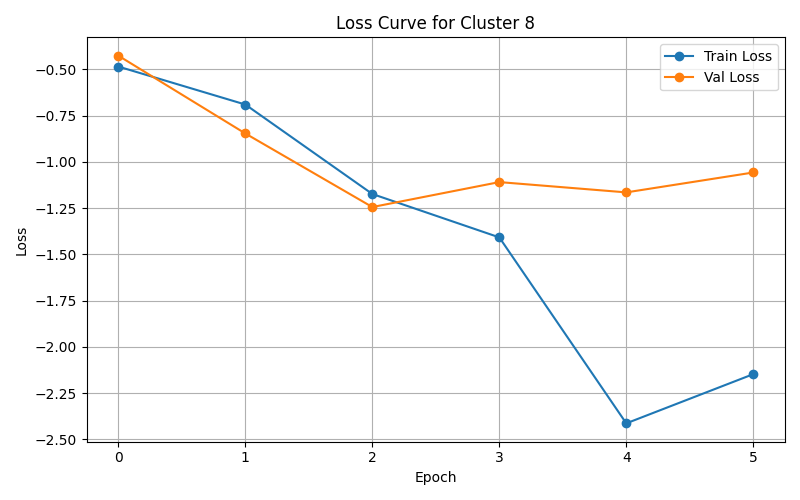 Loss Curve for Cluster 8
Train Loss
Val Loss
−0.50
−0.75
−1.00
−1.25
−1.50
−1.75
−2.00
−2.25
−2.50
Loss
0 1 2 3 4 5
Epoch